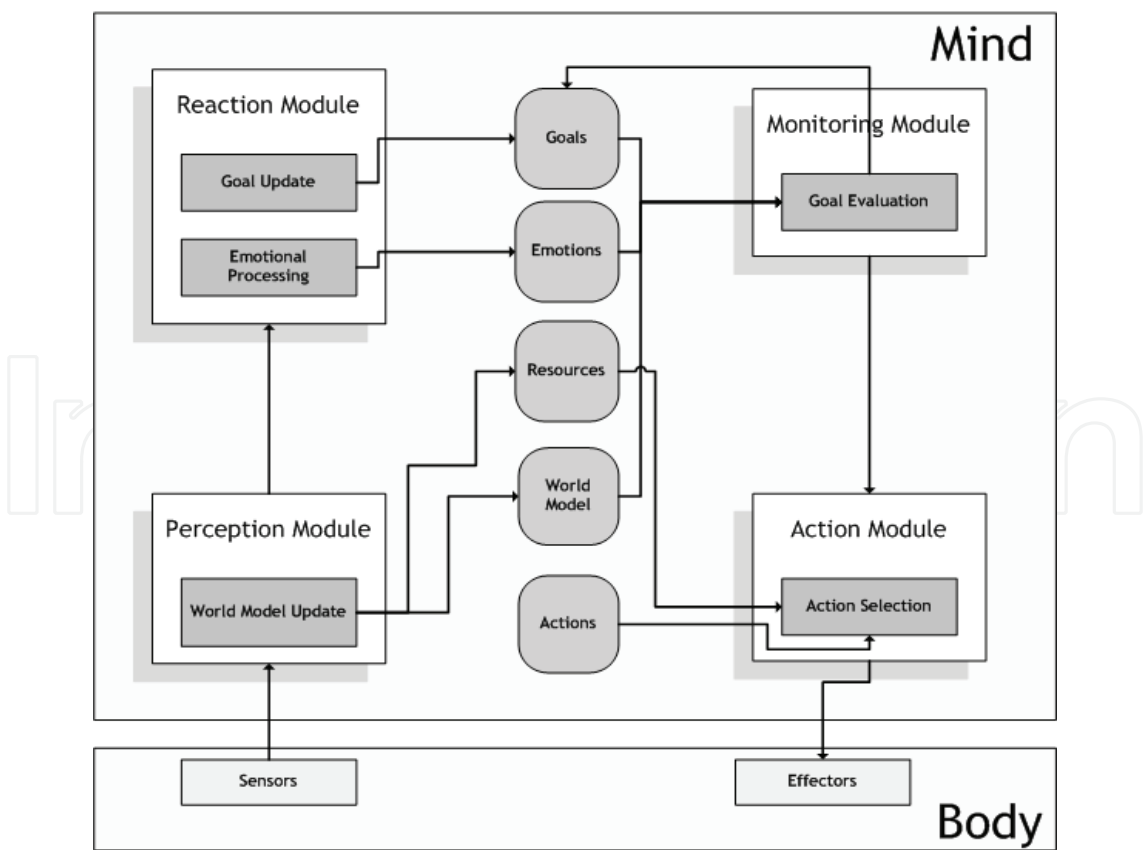 Mind
Reaction Module
Goal Update
Emotional
Processing
Goals
Emotions
Resources
World
Model
Actions
Monitoring Module
Goal Evaluation
Perception Module
World Model Update
Action Module
Action Selection
Sensors
Effectors
Body